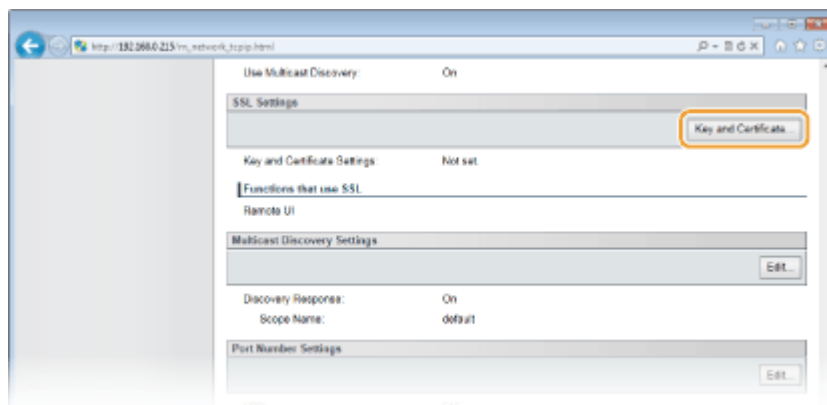 http://192.168.0.215/m_network_tcpip.html
Use Multicast Discovery: On
SSL Settings
Key and Certificate...
Key and Certificate Settings: Not set
Functions that use SSL
Remote UI
Multicast Discovery Settings
Edit...
Discovery Response: On
Scope Name: default
Port Number Settings
Edit...